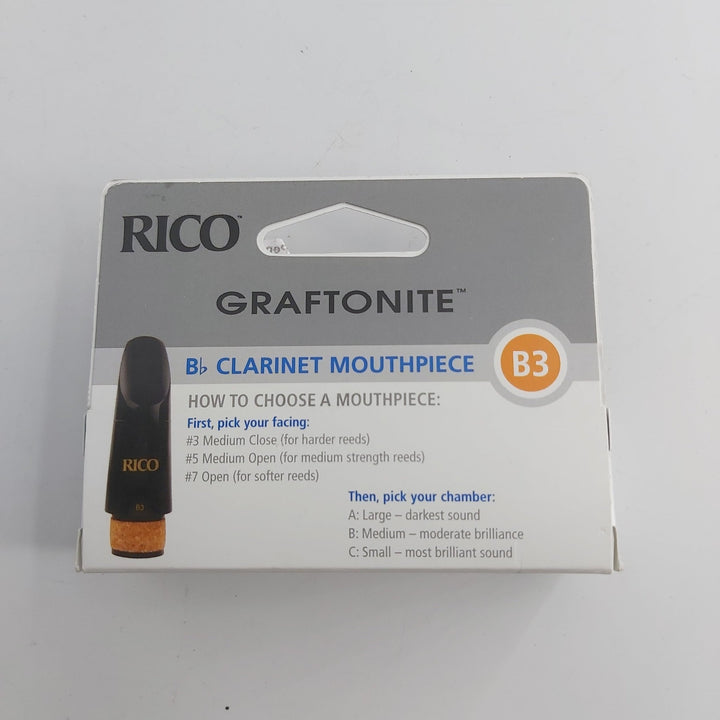 RICO™
GRAFTONITE™
B♭ CLARINET MOUTHPIECE
B3
HOW TO CHOOSE A MOUTHPIECE:
First, pick your facing:
#3 Medium Close (for harder reeds)
#5 Medium Open (for medium strength reeds)
#7 Open (for softer reeds)
RICO
B3
Then, pick your chamber:
A: Large – darkest sound
B: Medium – moderate brilliance
C: Small – most brilliant sound